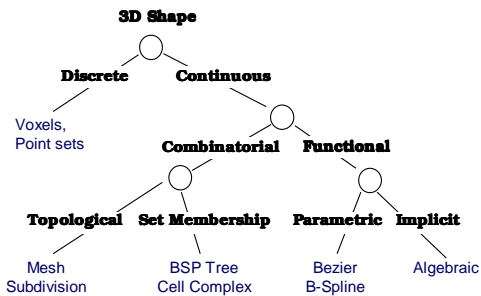 3D Shape
Discrete Continuous
Voxels,
Point sets
Combinatorial Functional
Topological Set Membership Parametric Implicit
Mesh BSP Tree Bezier Algebraic
Subdivision Cell Complex B-Spline